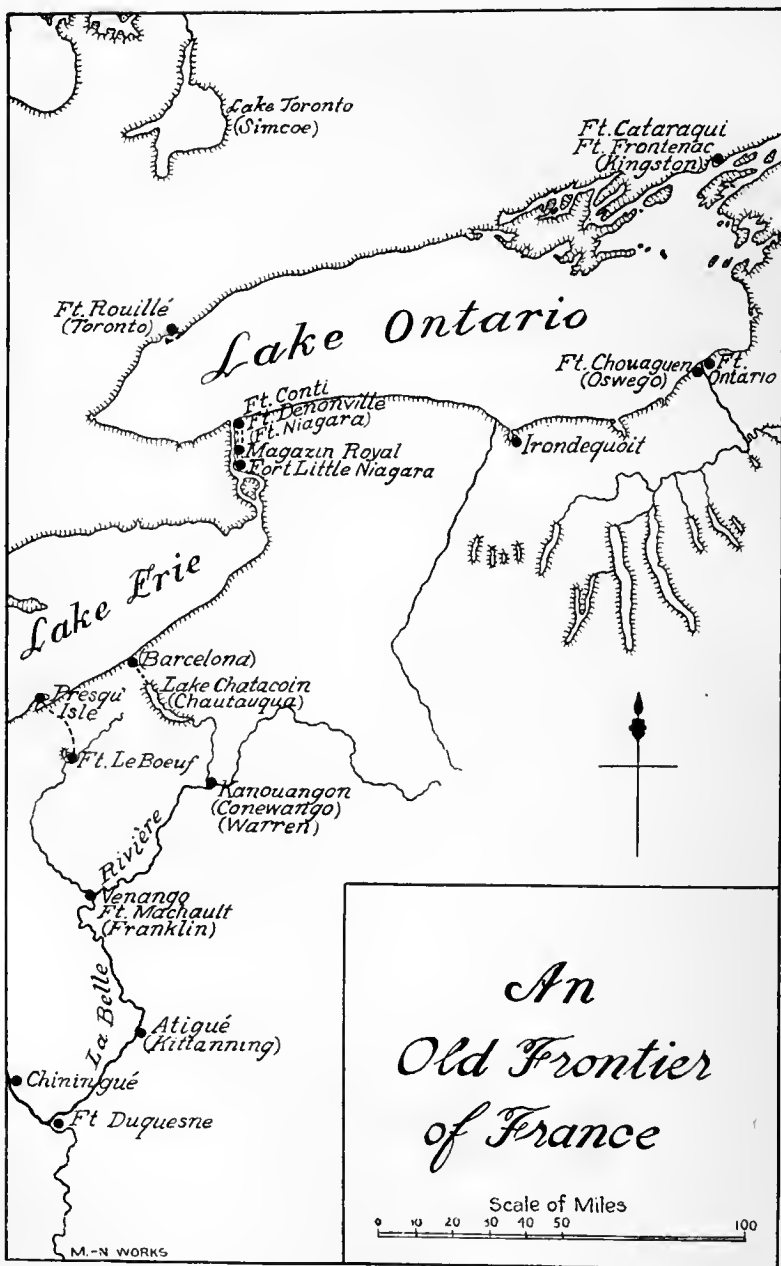 Lake Toronto
(Simcoe)
Ft. Cataraqui
Ft. Frontenac
(Kingston)
Ft. Rouillé
(Toronto)
Lake Ontario
Ft. Chouaguen
(Oswego)
Ft.
Ontario
Ft. Conti
Ft. Denonville
(Ft. Niagara)
Magazin Royal
Fort Little Niagara
Irondequoit
Lake Erie
(Barcelona)
Lake Chatacoin
(Chautauqua)
Presqu'
Isle
Ft. Le Boeuf
Kanouangon
(Conewango)
(Warren)
Rivière
Venango
Ft. Machault
(Franklin)
La Belle
Atigué
(Kittanning)
Chiningué
Ft Duquesne
An
Old Frontier
of France
Scale of Miles
0 10 20 30 40 50 100
M.-N WORKS